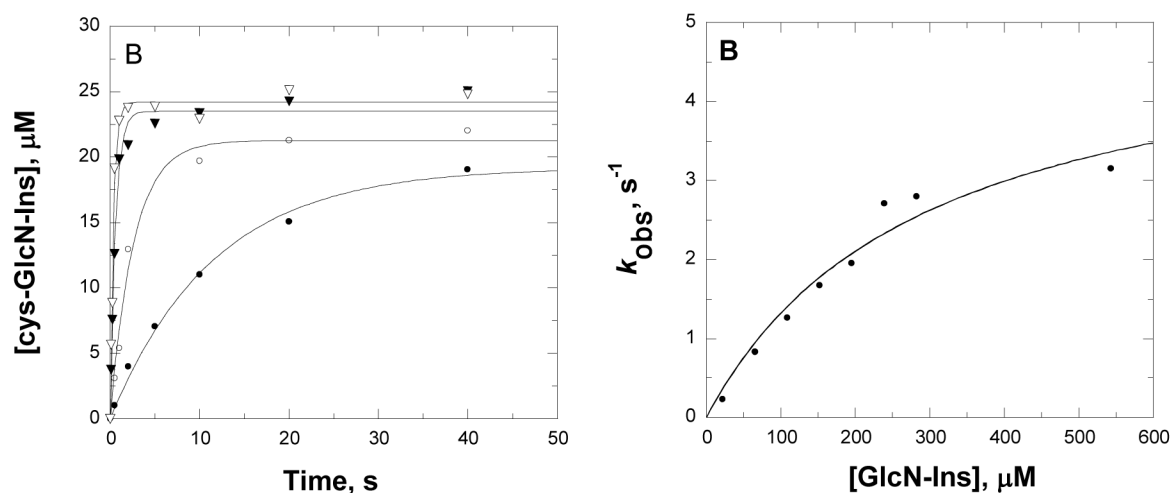 B
[cys-GlcN-Ins], μM
30
25
20
15
10
5
0
0 10 20 30 40 50
Time, s
B
kobs, s-1
5
4
3
2
1
0
0 100 200 300 400 500 600
[GlcN-Ins], μM